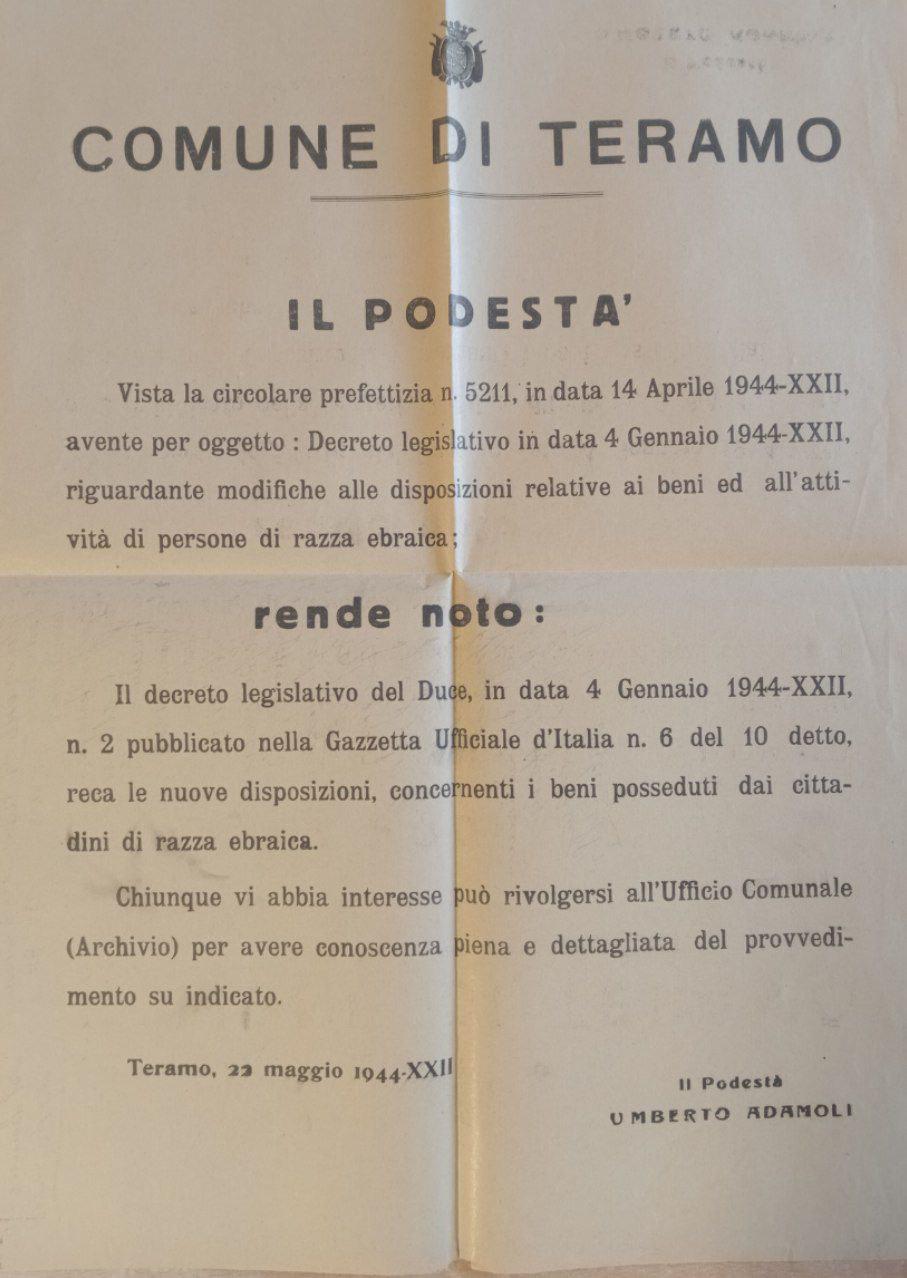 COMUNE DI TERAMO
IL PODESTA'
Vista la circolare prefettizia n. 5211, in data 14 Aprile 1944-XXII,
avente per oggetto : Decreto legislativo in data 4 Gennaio 1944-XXII,
riguardante modifiche alle disposizioni relative ai beni ed all'atti-
vità di persone di razza ebraica;
rende noto:
Il decreto legislativo del Duce, in data 4 Gennaio 1944-XXII,
n. 2 pubblicato nella Gazzetta Ufficiale d'Italia n. 6 del 10 detto,
reca le nuove disposizioni, concernenti i beni posseduti dai citta-
dini di razza ebraica.
Chiunque vi abbia interesse può rivolgersi all'Ufficio Comunale
(Archivio) per avere conoscenza piena e dettagliata del provvedi-
mento su indicato.
Teramo, 22 maggio 1944-XXII
Il Podestà
UMBERTO ADAMOLI